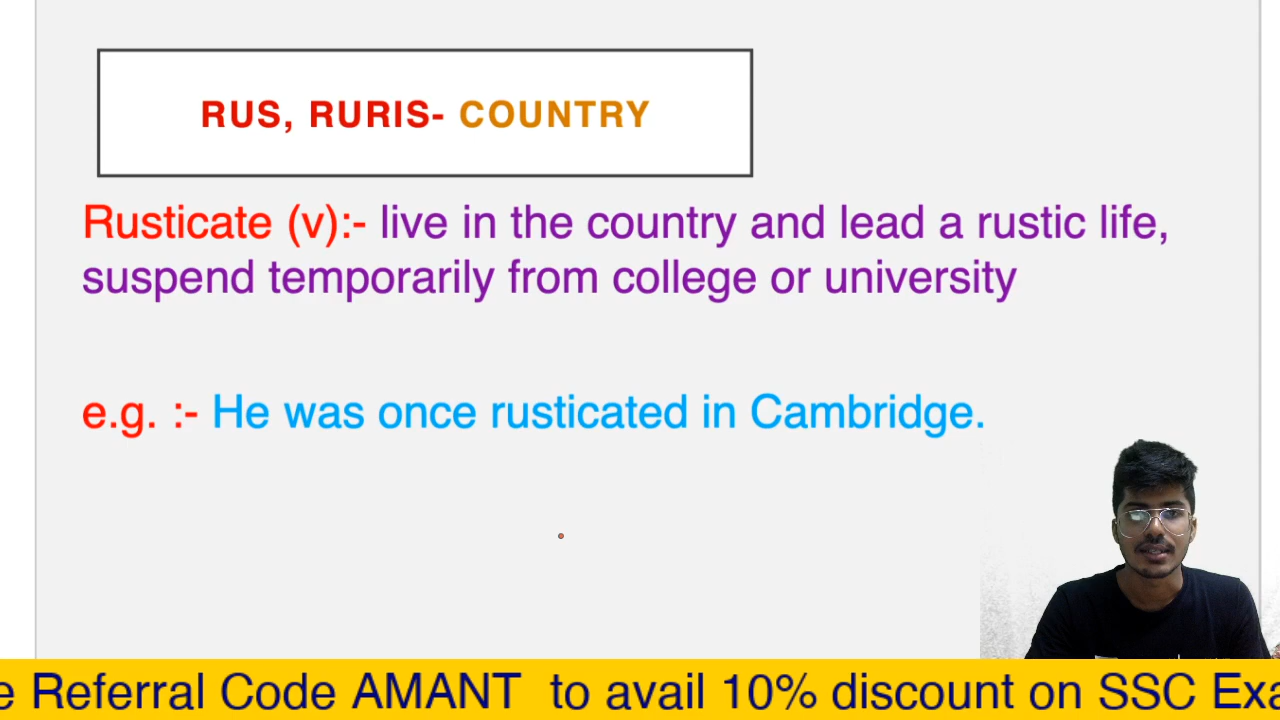 RUS, RURIS- COUNTRY
Rusticate (v):- live in the country and lead a rustic life,
suspend temporarily from college or university
e.g. :- He was once rusticated in Cambridge.
e Referral Code AMANT to avail 10% discount on SSC Exa